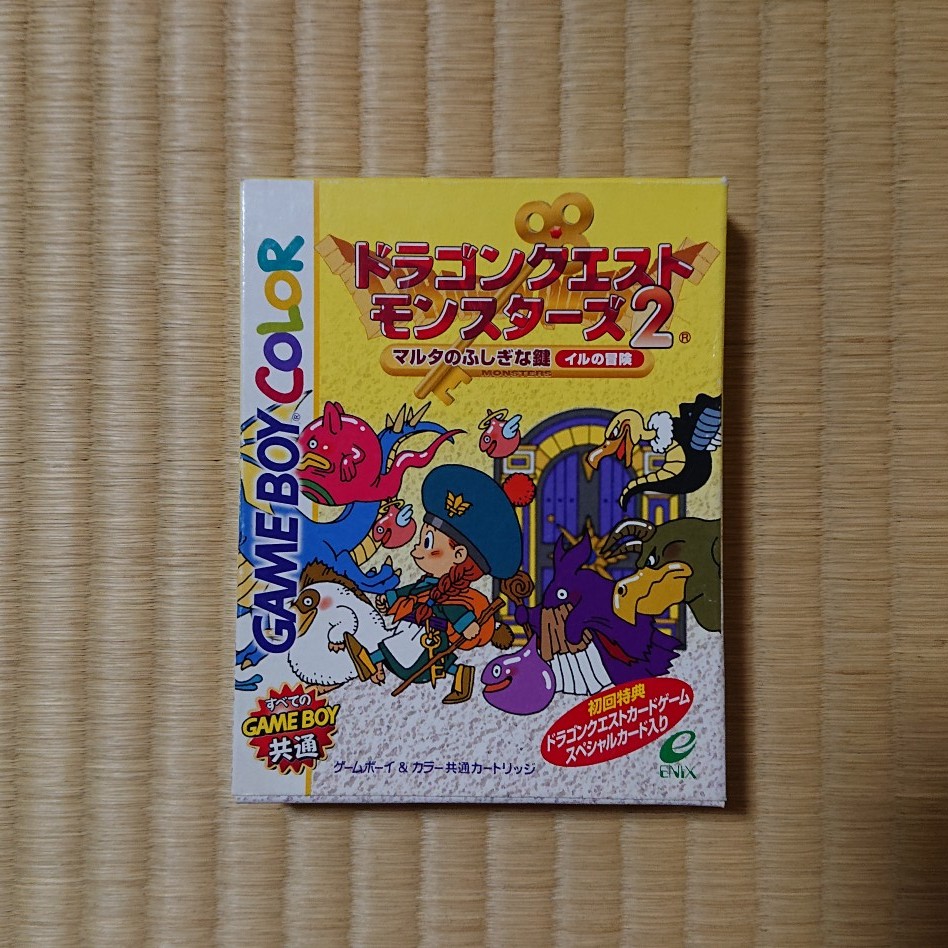 GAME BOY COLOR
ドラゴンクエスト
モンスターズ2
®
マルタのふしぎな鍵 イルの冒険
MONSTERS
すべての
GAME BOY
共通
初回特典
ドラゴンクエストカードゲーム
スペシャルカード入り
ゲームボーイ & カラー共通カートリッジ
ENIX